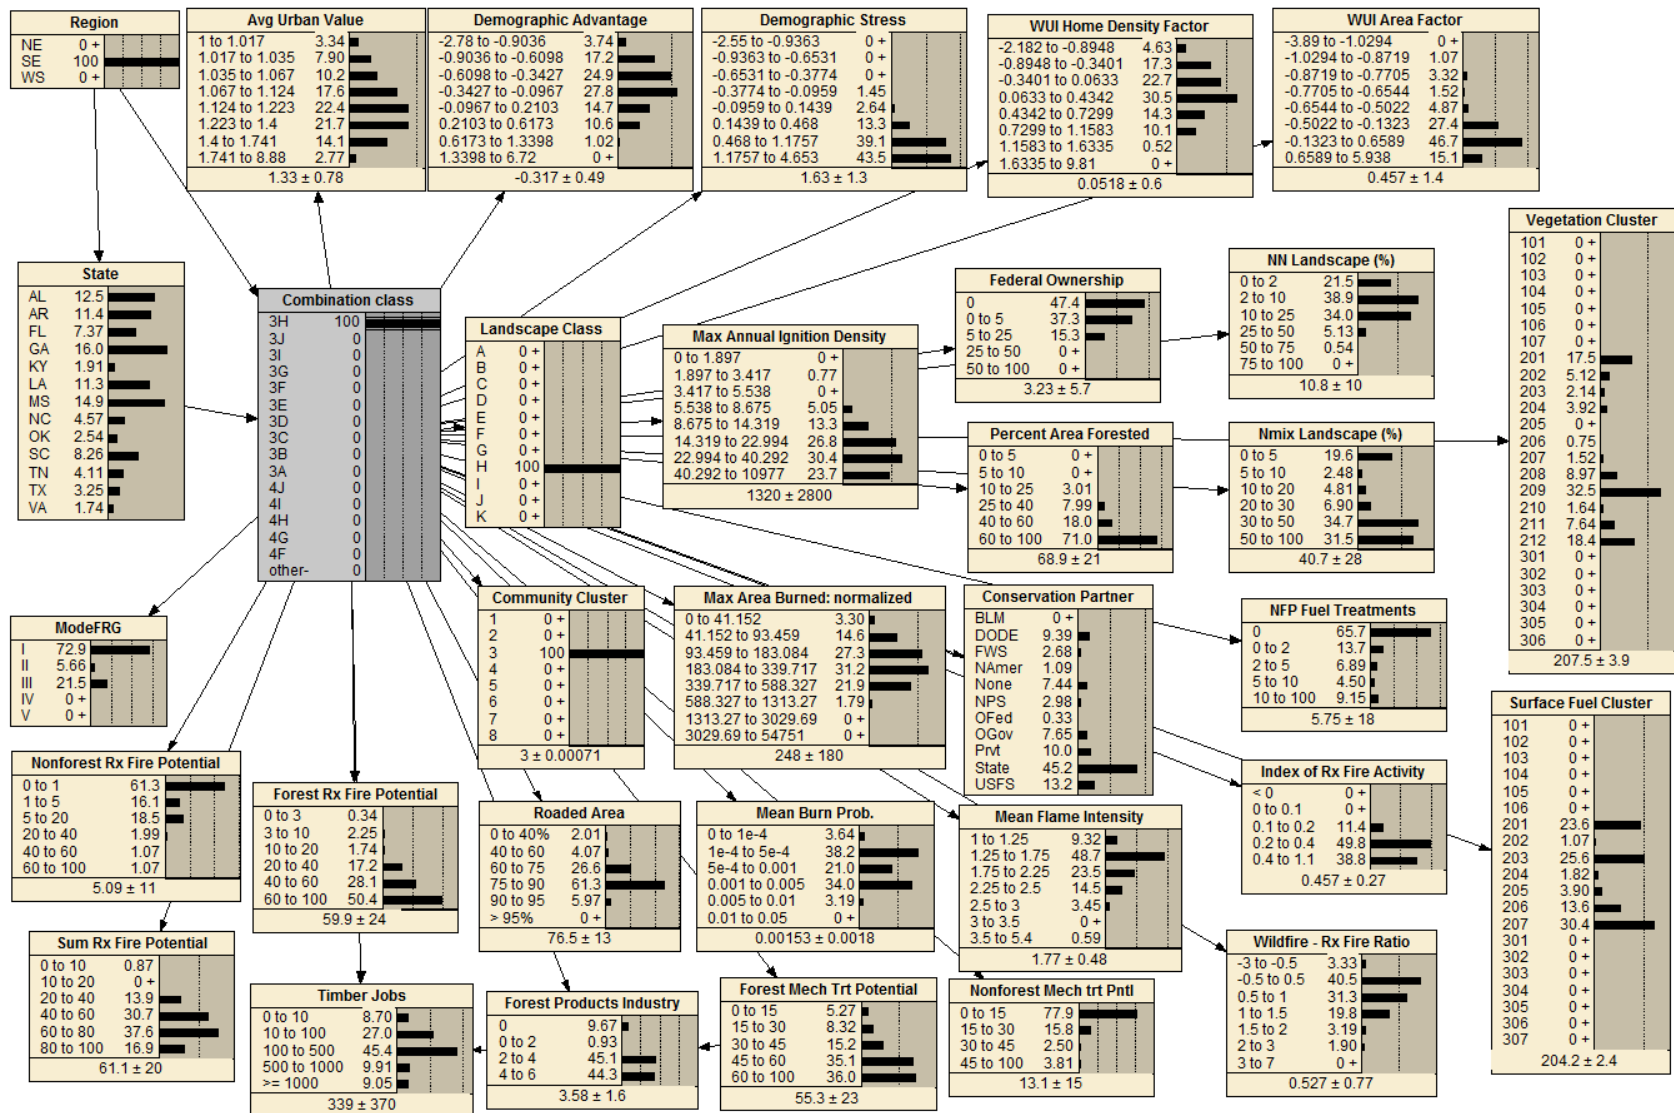 Region
NE 0 +
SE 100
WS 0 +
Avg Urban Value
1 to 1.017 3.34
1.017 to 1.035 7.90
1.035 to 1.067 10.2
1.067 to 1.124 17.6
1.124 to 1.223 22.4
1.223 to 1.4 21.7
1.4 to 1.741 14.1
1.741 to 8.88 2.77
1.33 ± 0.78
Demographic Advantage
-2.78 to -0.9036 3.74
-0.9036 to -0.6098 17.2
-0.6098 to -0.3427 24.9
-0.3427 to -0.0967 27.8
-0.0967 to 0.2103 14.7
0.2103 to 0.6173 10.6
0.6173 to 1.3398 1.02
1.3398 to 6.72 0 +
-0.317 ± 0.49
Demographic Stress
-2.55 to -0.9363 0 +
-0.9363 to -0.6531 0 +
-0.6531 to -0.3774 0 +
-0.3774 to -0.0959 1.45
-0.0959 to 0.1439 2.64
0.1439 to 0.468 13.3
0.468 to 1.1757 39.1
1.1757 to 4.653 43.5
1.63 ± 1.3
WUI Home Density Factor
-2.182 to -0.8948 4.63
-0.8948 to -0.3401 17.3
-0.3401 to 0.0633 22.7
0.0633 to 0.4342 30.5
0.4342 to 0.7299 14.3
0.7299 to 1.1583 10.1
1.1583 to 1.6335 0.52
1.6335 to 9.81 0 +
0.0518 ± 0.6
WUI Area Factor
-3.89 to -1.0294 0 +
-1.0294 to -0.8719 1.07
-0.8719 to -0.7705 3.32
-0.7705 to -0.6544 1.52
-0.6544 to -0.5022 4.87
-0.5022 to -0.1323 27.4
-0.1323 to 0.6589 46.7
0.6589 to 5.938 15.1
0.457 ± 1.4
State
AL 12.5
AR 11.4
FL 7.37
GA 16.0
KY 1.91
LA 11.3
MS 14.9
NC 4.57
OK 2.54
SC 8.26
TN 4.11
TX 3.25
VA 1.74
Combination class
3H 100
3J 0
3I 0
3G 0
3F 0
3E 0
3D 0
3C 0
3B 0
3A 0
4J 0
4I 0
4H 0
4G 0
4F 0
other- 0
Landscape Class
A 0 +
B 0 +
C 0 +
D 0 +
E 0 +
F 0 +
G 0 +
H 100
I 0 +
J 0 +
K 0 +
Max Annual Ignition Density
0 to 1.897 0 +
1.897 to 3.417 0.77
3.417 to 5.538 0 +
5.538 to 8.675 5.05
8.675 to 14.319 13.3
14.319 to 22.994 26.8
22.994 to 40.292 30.4
40.292 to 10977 23.7
1320 ± 2800
Federal Ownership
0 47.4
0 to 5 37.3
5 to 25 15.3
25 to 50 0 +
50 to 100 0 +
3.23 ± 5.7
NN Landscape (%)
0 to 2 21.5
2 to 10 38.9
10 to 25 34.0
25 to 50 5.13
50 to 75 0.54
75 to 100 0 +
10.8 ± 10
Vegetation Cluster
101 0 +
102 0 +
103 0 +
104 0 +
105 0 +
106 0 +
107 0 +
201 17.5
202 5.12
203 2.14
204 3.92
205 0 +
206 0.75
207 1.52
208 8.97
209 32.5
210 1.64
211 7.64
212 18.4
301 0 +
302 0 +
303 0 +
304 0 +
305 0 +
306 0 +
207.5 ± 3.9
Percent Area Forested
0 to 5 0 +
5 to 10 0 +
10 to 25 3.01
25 to 40 7.99
40 to 60 18.0
60 to 100 71.0
68.9 ± 21
Nmix Landscape (%)
0 to 5 19.6
5 to 10 2.48
10 to 20 4.81
20 to 30 6.90
30 to 50 34.7
50 to 100 31.5
40.7 ± 28
ModeFRG
I 72.9
II 5.66
III 21.5
IV 0 +
V 0 +
Community Cluster
1 0 +
2 0 +
3 100
4 0 +
5 0 +
6 0 +
7 0 +
8 0 +
3 ± 0.00071
Max Area Burned: normalized
0 to 41.152 3.30
41.152 to 93.459 14.6
93.459 to 183.084 27.3
183.084 to 339.717 31.2
339.717 to 588.327 21.9
588.327 to 1313.27 1.79
1313.27 to 3029.69 0 +
3029.69 to 54751 0 +
248 ± 180
Conservation Partner
BLM 0 +
DODE 9.39
FWS 2.68
NAmer 1.09
None 7.44
NPS 2.98
OFed 0.33
OGov 7.65
Prvt 10.0
State 45.2
USFS 13.2
NFP Fuel Treatments
0 65.7
0 to 2 13.7
2 to 5 6.89
5 to 10 4.50
10 to 100 9.15
5.75 ± 18
Surface Fuel Cluster
101 0 +
102 0 +
103 0 +
104 0 +
105 0 +
106 0 +
201 23.6
202 1.07
203 25.6
204 1.82
205 3.90
206 13.6
207 30.4
301 0 +
302 0 +
303 0 +
304 0 +
305 0 +
306 0 +
307 0 +
204.2 ± 2.4
Nonforest Rx Fire Potential
0 to 1 61.3
1 to 5 16.1
5 to 20 18.5
20 to 40 1.99
40 to 60 1.07
60 to 100 1.07
5.09 ± 11
Forest Rx Fire Potential
0 to 3 0.34
3 to 10 2.25
10 to 20 1.74
20 to 40 17.2
40 to 60 28.1
60 to 100 50.4
59.9 ± 24
Roaded Area
0 to 40% 2.01
40 to 60 4.07
60 to 75 26.6
75 to 90 61.3
90 to 95 5.97
> 95% 0 +
76.5 ± 13
Mean Burn Prob.
0 to 1e-4 3.64
1e-4 to 5e-4 38.2
5e-4 to 0.001 21.0
0.001 to 0.005 34.0
0.005 to 0.01 3.19
0.01 to 0.05 0 +
0.00153 ± 0.0018
Mean Flame Intensity
1 to 1.25 9.32
1.25 to 1.75 48.7
1.75 to 2.25 23.5
2.25 to 2.5 14.5
2.5 to 3 3.45
3 to 3.5 0 +
3.5 to 5.4 0.59
1.77 ± 0.48
Index of Rx Fire Activity
< 0 0 +
0 to 0.1 0 +
0.1 to 0.2 11.4
0.2 to 0.4 49.8
0.4 to 1.1 38.8
0.457 ± 0.27
Sum Rx Fire Potential
0 to 10 0.87
10 to 20 0 +
20 to 40 13.9
40 to 60 30.7
60 to 80 37.6
80 to 100 16.9
61.1 ± 20
Timber Jobs
0 to 10 8.70
10 to 100 27.0
100 to 500 45.4
500 to 1000 9.91
>= 1000 9.05
339 ± 370
Forest Products Industry
0 9.67
0 to 2 0.93
2 to 4 45.1
4 to 6 44.3
3.58 ± 1.6
Forest Mech Trt Potential
0 to 15 5.27
15 to 30 8.32
30 to 45 15.2
45 to 60 35.1
60 to 100 36.0
55.3 ± 23
Nonforest Mech trt Pntl
0 to 15 77.9
15 to 30 15.8
30 to 45 2.50
45 to 100 3.81
13.1 ± 15
Wildfire - Rx Fire Ratio
-3 to -0.5 3.33
-0.5 to 0.5 40.5
0.5 to 1 31.3
1 to 1.5 19.8
1.5 to 2 3.19
2 to 3 1.90
3 to 7 0 +
0.527 ± 0.77